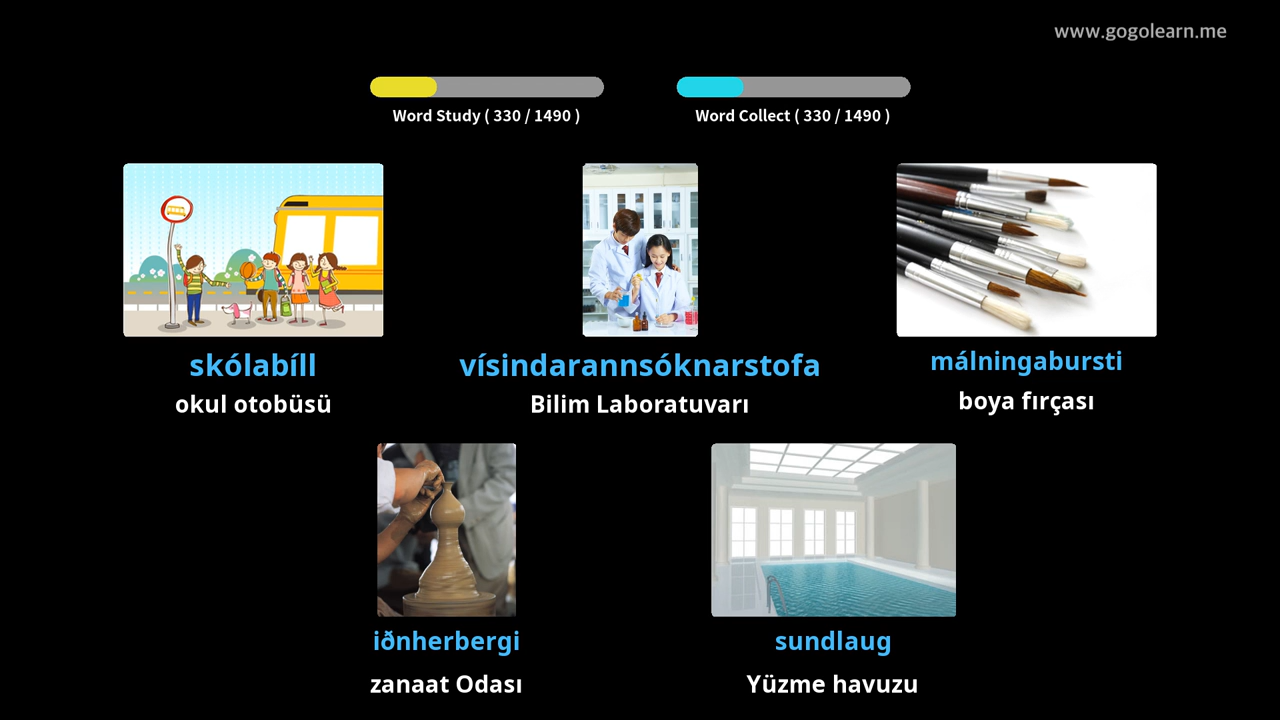 www.gogolearn.me
Word Study ( 330 / 1490 )
Word Collect ( 330 / 1490 )
skólabíll
okul otobüsü
vísindarannsóknarstofa
Bilim Laboratuvarı
málningabursti
boya fırçası
iðnherbergi
zanaat Odası
sundlaug
Yüzme havuzu